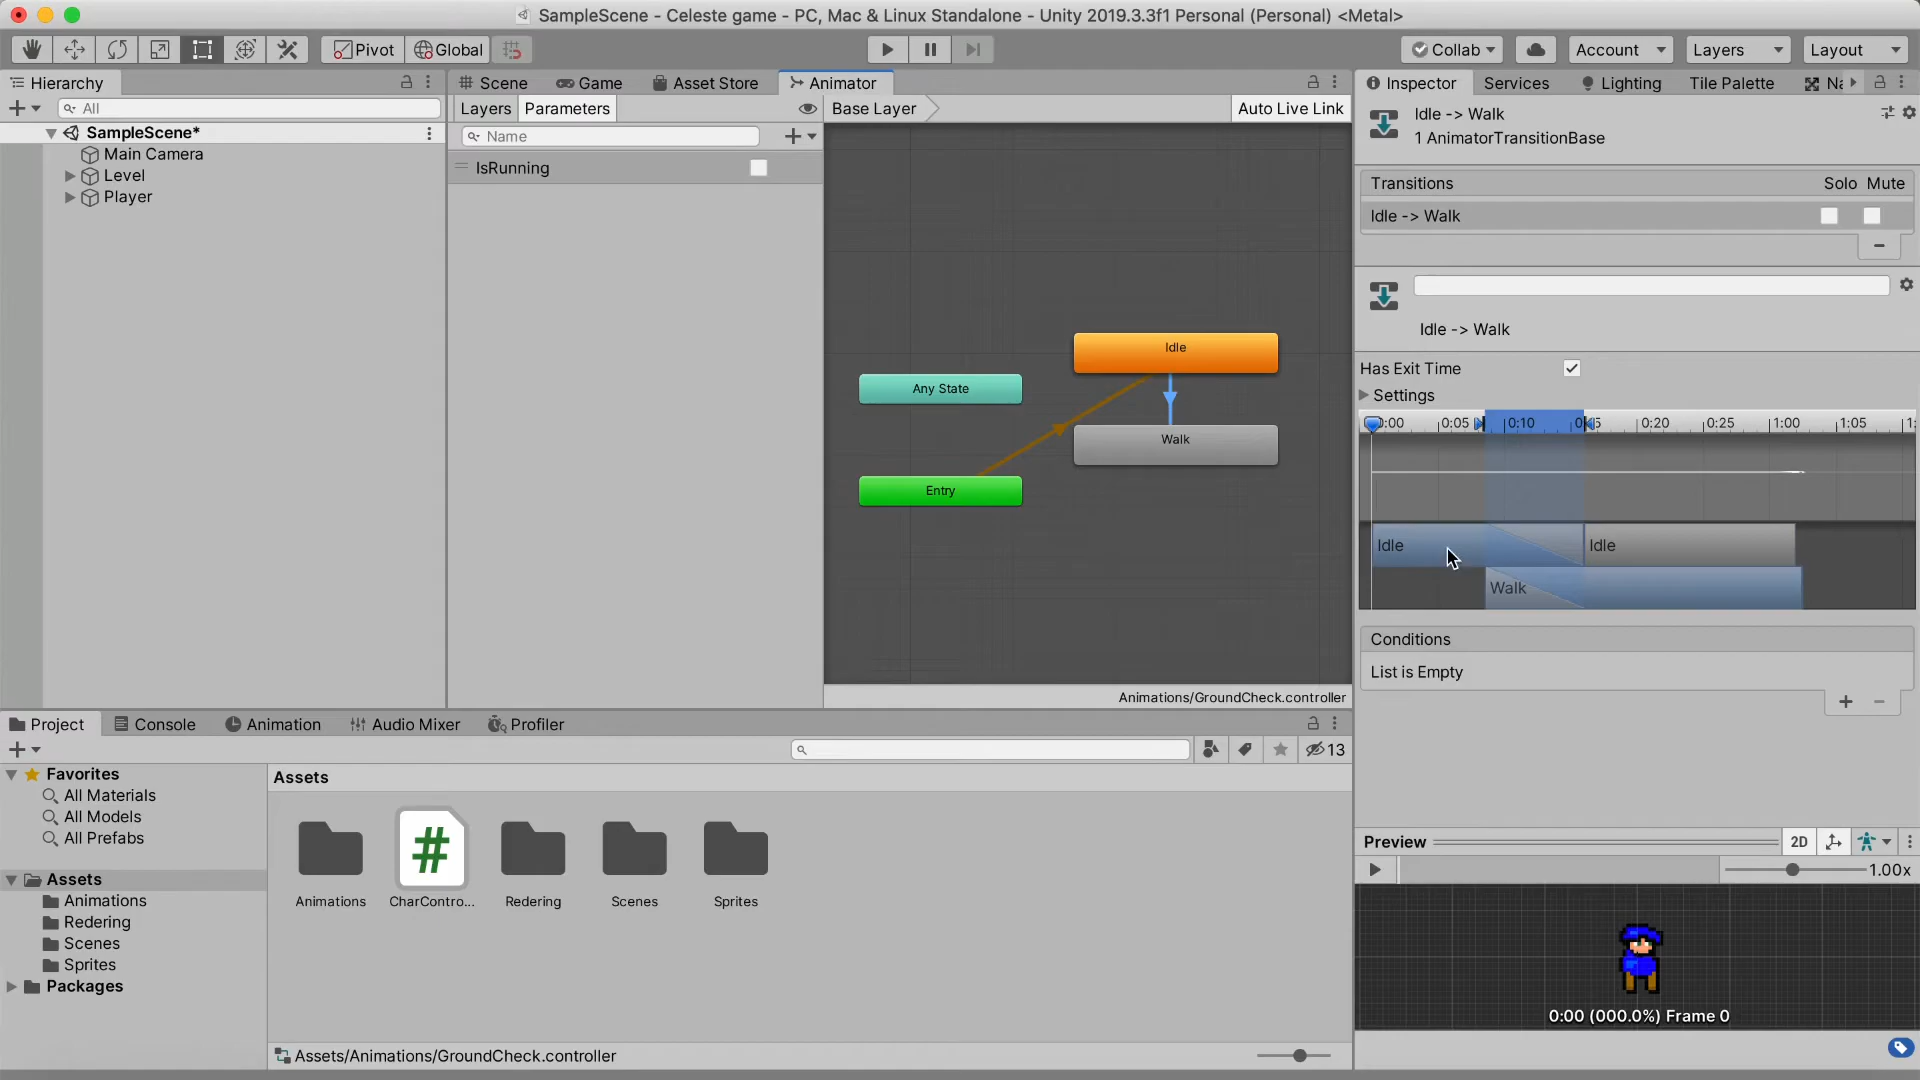 SampleScene - Celeste game - PC, Mac & Linux Standalone - Unity 2019.3.3f1 Personal (Personal) <Metal>
Pivot Global Collab Account Layers Layout
Hierarchy
All
SampleScene*
Main Camera
Level
Player
Scene Game Asset Store Animator
Layers Parameters Base Layer Auto Live Link
Name
IsRunning
Idle
Any State
Walk
Entry
Animations/GroundCheck.controller
Inspector Services Lighting Tile Palette Na
Idle -> Walk
1 AnimatorTransitionBase
Transitions Solo Mute
Idle -> Walk
Idle -> Walk
Has Exit Time
Settings
0:05 0:10 0:20 0:25 1:00 1:05
Idle Idle
Walk
Conditions
List is Empty
Preview 2D
1.00x
0:00 (000.0%) Frame 0
Project Console Animation Audio Mixer Profiler
13
Favorites
All Materials
All Models
All Prefabs
Assets
Animations
Redering
Scenes
Sprites
Packages
Assets
Animations CharContro... Redering Scenes Sprites
Assets/Animations/GroundCheck.controller